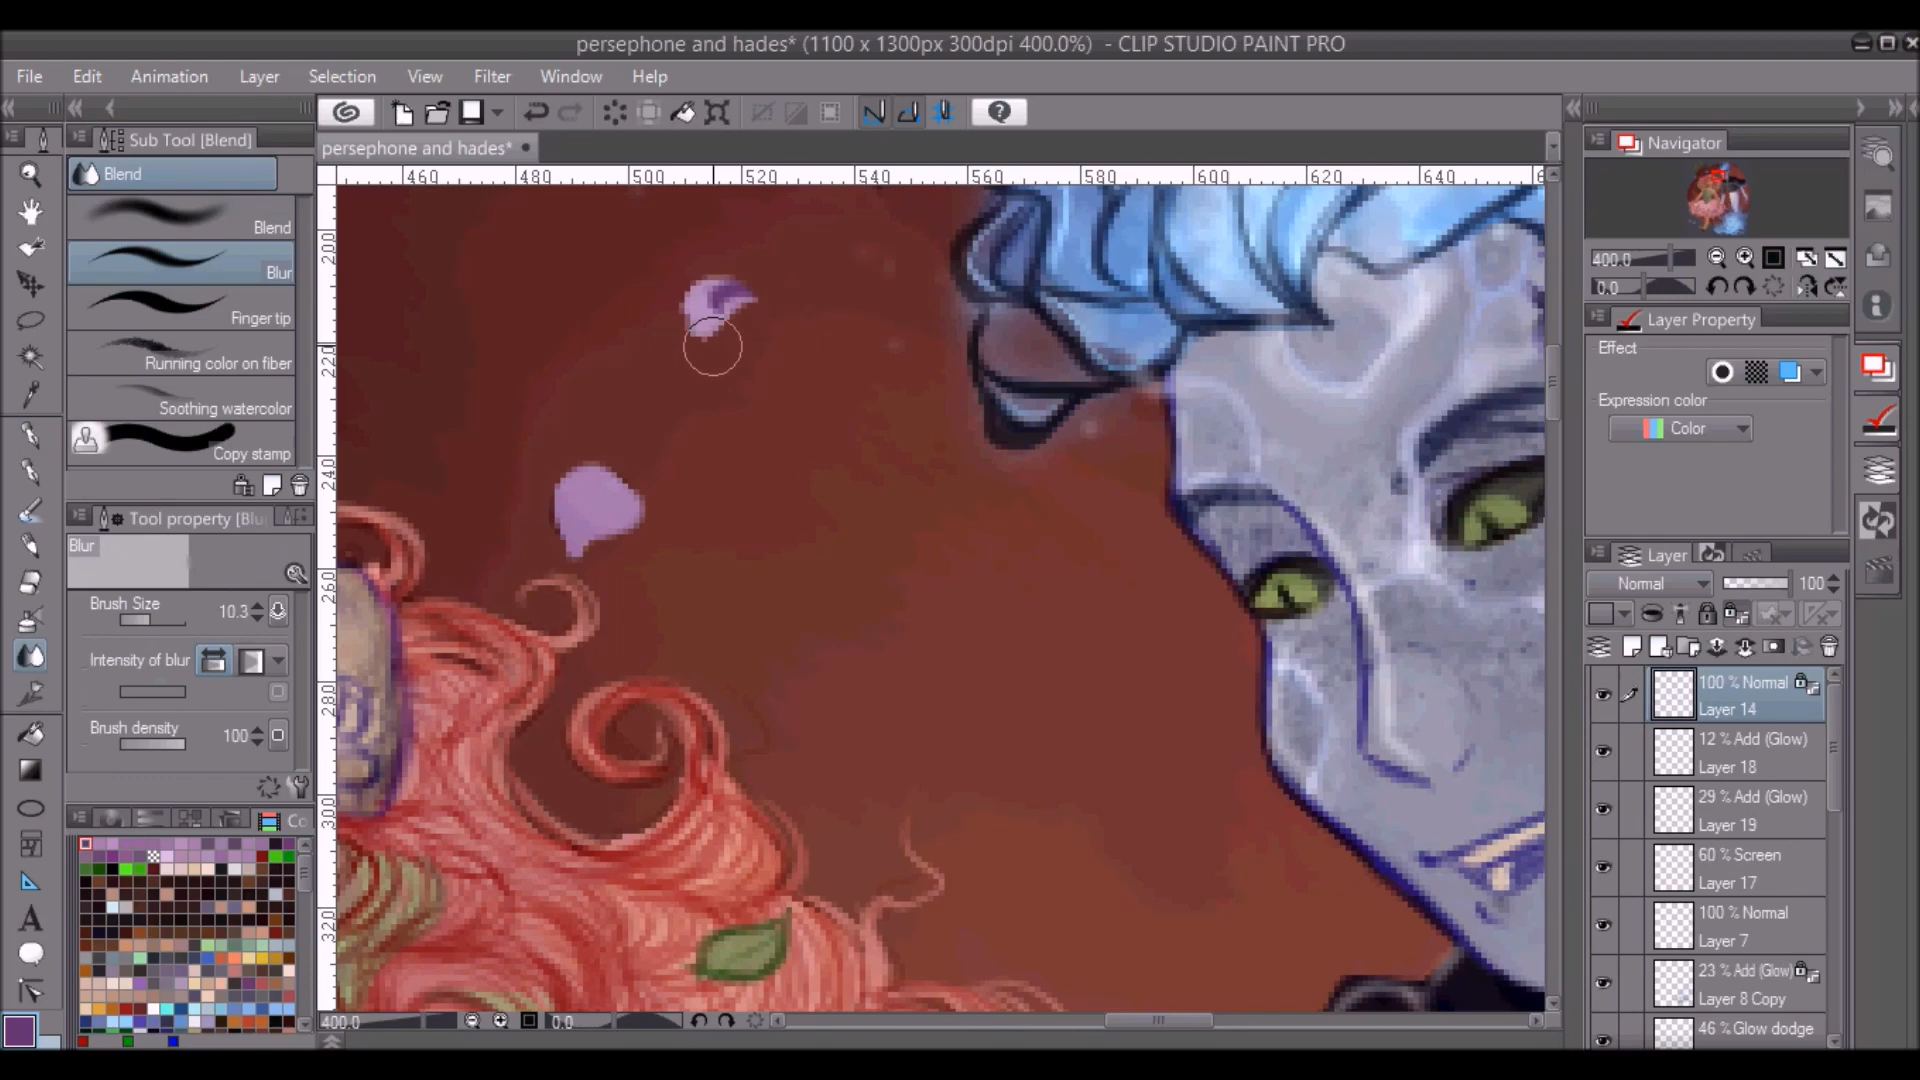 persephone and hades* (1100 x 1300px 300dpi 400.0%) - CLIP STUDIO PAINT PRO
File Edit Animation Layer Selection View Filter Window Help
Sub Tool [Blend]
Blend
Blend
Blur
Finger tip
Running color on fiber
Soothing watercolor
Copy stamp
Tool property [Blu
Blur
Brush Size 10.3
Intensity of blur
Brush density 100
Co
persephone and hades*
460 480 500 520 540 560 580 600 620 640 6
200
220
240
260
280
300
320
400.0 0.0
Navigator
400.0
0.0
Layer Property
Effect
Expression color
Color
Layer
Normal 100
100 % Normal
Layer 14
12 % Add (Glow)
Layer 18
29 % Add (Glow)
Layer 19
60 % Screen
Layer 17
100 % Normal
Layer 7
23 % Add (Glow)
Layer 8 Copy
46 % Glow dodge